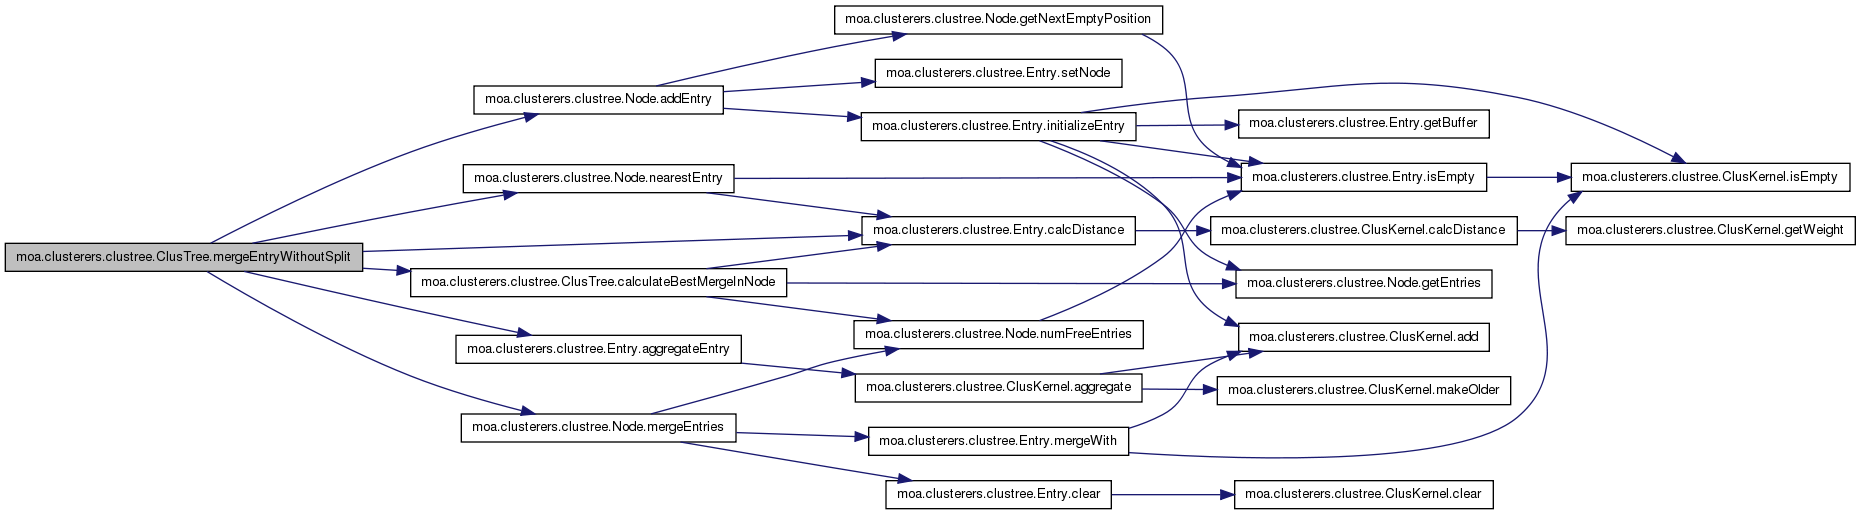 moa.clusterers.clustree.ClusTree.mergeEntryWithoutSplit
moa.clusterers.clustree.Node.addEntry
moa.clusterers.clustree.Node.nearestEntry
moa.clusterers.clustree.ClusTree.calculateBestMergeInNode
moa.clusterers.clustree.Entry.aggregateEntry
moa.clusterers.clustree.Node.mergeEntries
moa.clusterers.clustree.Node.getNextEmptyPosition
moa.clusterers.clustree.Entry.setNode
moa.clusterers.clustree.Entry.initializeEntry
moa.clusterers.clustree.Entry.calcDistance
moa.clusterers.clustree.Node.numFreeEntries
moa.clusterers.clustree.ClusKernel.aggregate
moa.clusterers.clustree.Entry.mergeWith
moa.clusterers.clustree.Entry.clear
moa.clusterers.clustree.Entry.getBuffer
moa.clusterers.clustree.Entry.isEmpty
moa.clusterers.clustree.ClusKernel.calcDistance
moa.clusterers.clustree.Node.getEntries
moa.clusterers.clustree.ClusKernel.add
moa.clusterers.clustree.ClusKernel.makeOlder
moa.clusterers.clustree.ClusKernel.clear
moa.clusterers.clustree.ClusKernel.isEmpty
moa.clusterers.clustree.ClusKernel.getWeight